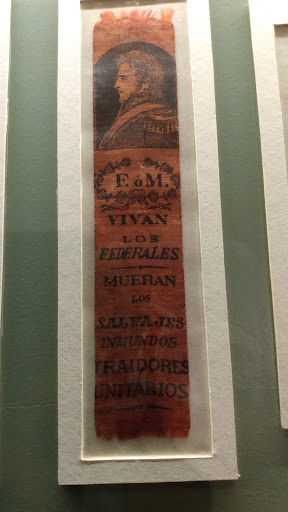 E ó M.
VIVAN
LOS
FEDERALES
MUERAN
LOS
SALVAJES
INMUNDOS
TRAIDORES
UNITARIOS